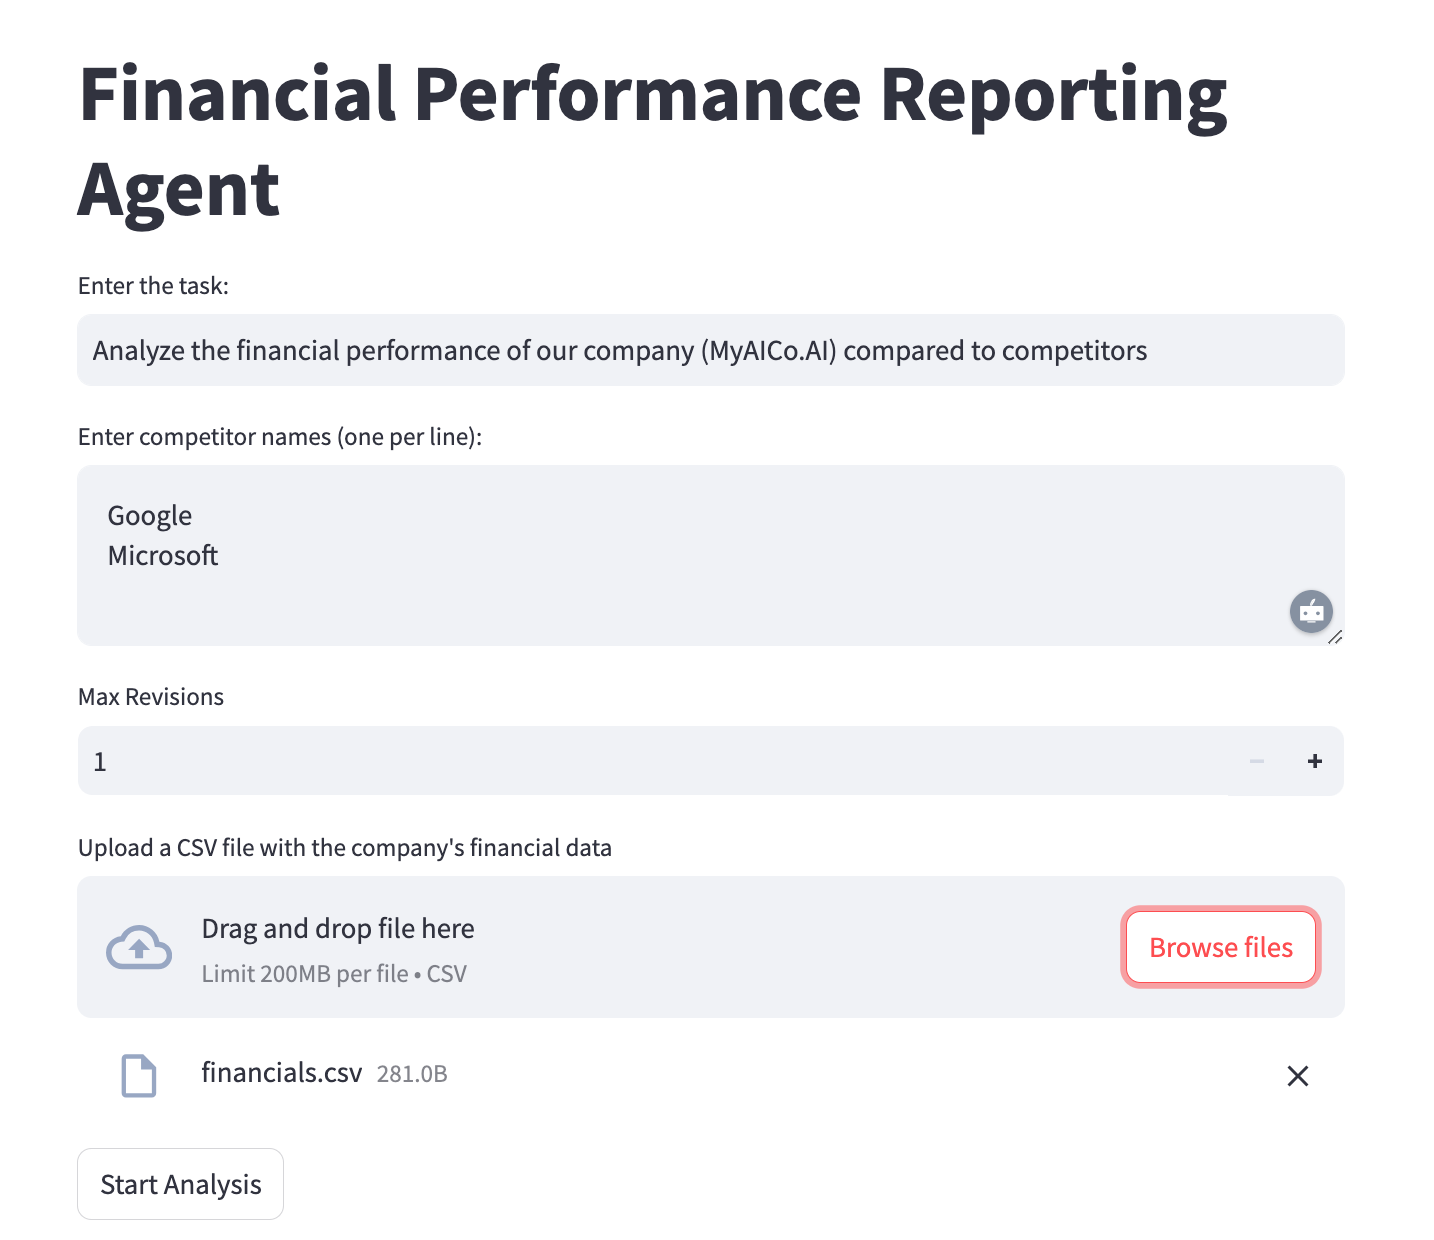 Financial Performance Reporting
Agent
Enter the task:
Analyze the financial performance of our company (MyAICo.AI) compared to competitors
Enter competitor names (one per line):
Google
Microsoft
Max Revisions
1
Upload a CSV file with the company's financial data
Drag and drop file here
Limit 200MB per file • CSV
Browse files
financials.csv 281.0B
Start Analysis